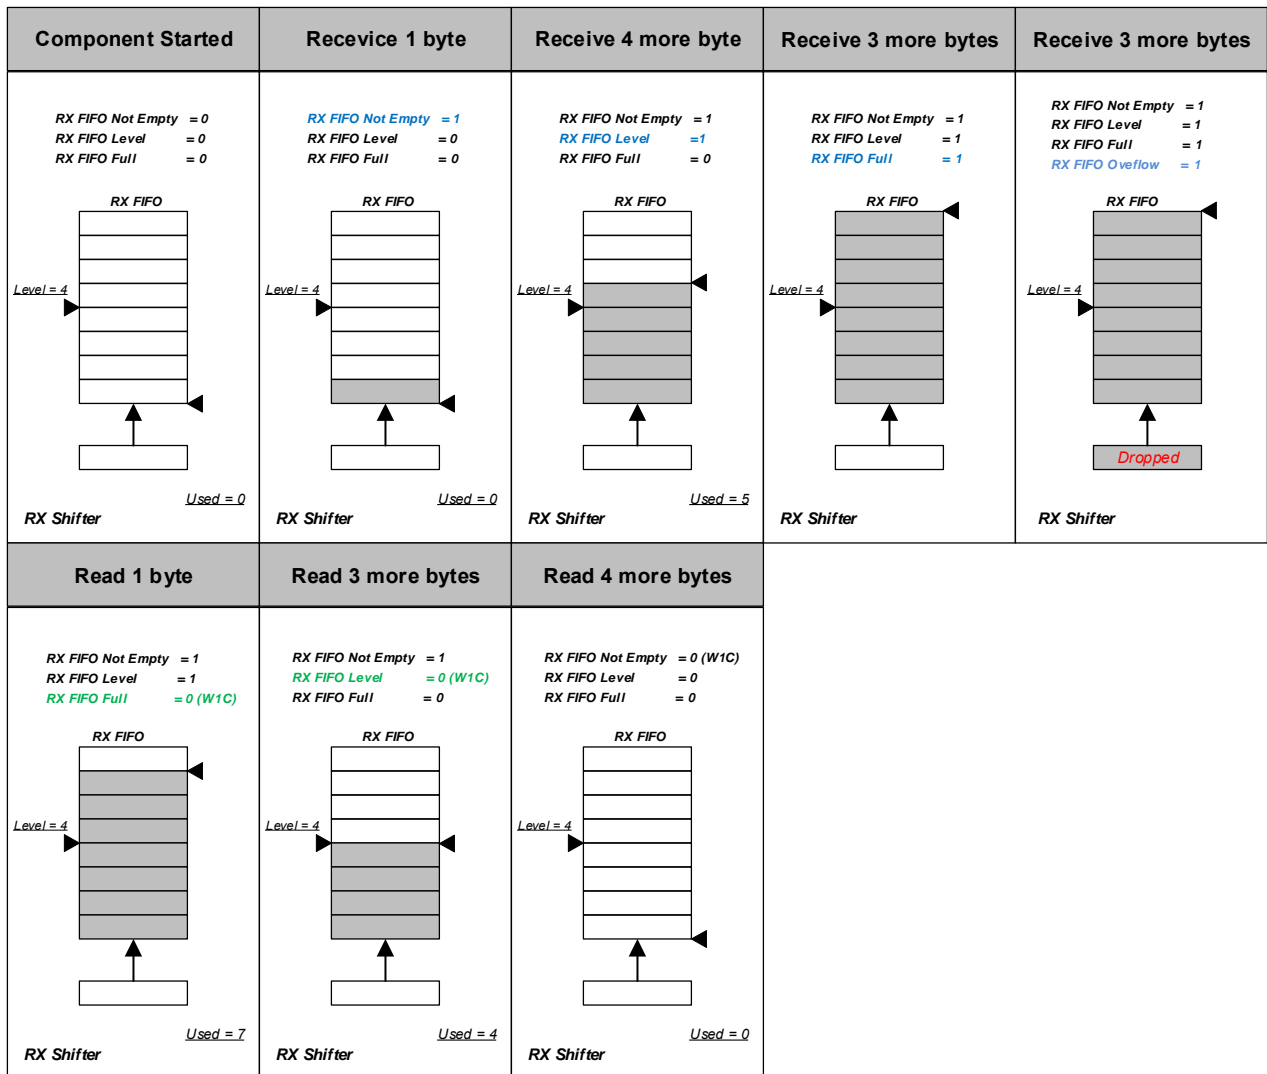 Component Started
RX FIFO Not Empty = 0
RX FIFO Level = 0
RX FIFO Full = 0
RX FIFO
Level = 4
Used = 0
RX Shifter
Recevice 1 byte
RX FIFO Not Empty = 1
RX FIFO Level = 0
RX FIFO Full = 0
RX FIFO
Level = 4
Used = 0
RX Shifter
Receive 4 more byte
RX FIFO Not Empty = 1
RX FIFO Level =1
RX FIFO Full = 0
RX FIFO
Level = 4
Used = 5
RX Shifter
Receive 3 more bytes
RX FIFO Not Empty = 1
RX FIFO Level = 1
RX FIFO Full = 1
RX FIFO
Level = 4
RX Shifter
Receive 3 more bytes
RX FIFO Not Empty = 1
RX FIFO Level = 1
RX FIFO Full = 1
RX FIFO Oveflow = 1
RX FIFO
Level = 4
Dropped
RX Shifter
Read 1 byte
RX FIFO Not Empty = 1
RX FIFO Level = 1
RX FIFO Full = 0 (W1C)
RX FIFO
Level = 4
Used = 7
RX Shifter
Read 3 more bytes
RX FIFO Not Empty = 1
RX FIFO Level = 0 (W1C)
RX FIFO Full = 0
RX FIFO
Level = 4
Used = 4
RX Shifter
Read 4 more bytes
RX FIFO Not Empty = 0 (W1C)
RX FIFO Level = 0
RX FIFO Full = 0
RX FIFO
Level = 4
Used = 0
RX Shifter